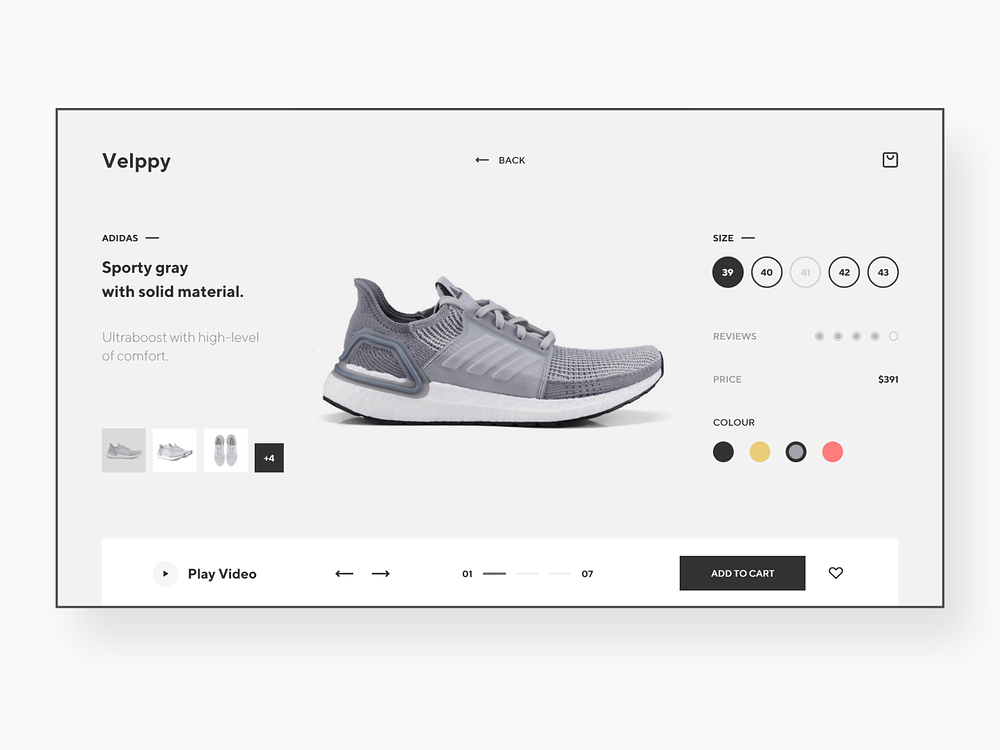 Velppy
BACK
ADIDAS
Sporty gray
with solid material.
Ultraboost with high-level
of comfort.
+4
SIZE
39 40 41 42 43
REVIEWS
PRICE $391
COLOUR
Play Video
01 07
ADD TO CART